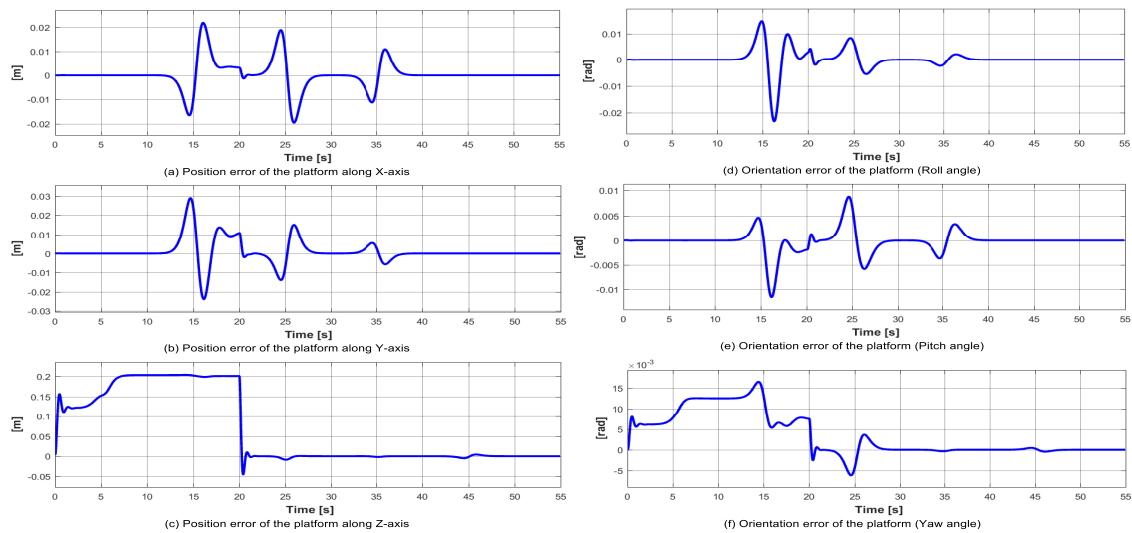 0.02
0.01
0
-0.01
-0.02
[m]
0 5 10 15 20 25 30 35 40 45 50 55
Time [s]
(a) Position error of the platform along X-axis
0.03
0.02
0.01
0
-0.01
-0.02
-0.03
[m]
0 5 10 15 20 25 30 35 40 45 50 55
Time [s]
(b) Position error of the platform along Y-axis
0.2
0.15
0.1
0.05
0
-0.05
[m]
0 5 10 15 20 25 30 35 40 45 50 55
Time [s]
(c) Position error of the platform along Z-axis
0.01
0
-0.01
-0.02
[rad]
0 5 10 15 20 25 30 35 40 45 50 55
Time [s]
(d) Orientation error of the platform (Roll angle)
0.01
0.005
0
-0.005
-0.01
[rad]
0 5 10 15 20 25 30 35 40 45 50 55
Time [s]
(e) Orientation error of the platform (Pitch angle)
× 10⁻³
15
10
5
0
-5
[rad]
0 5 10 15 20 25 30 35 40 45 50 55
Time [s]
(f) Orientation error of the platform (Yaw angle)